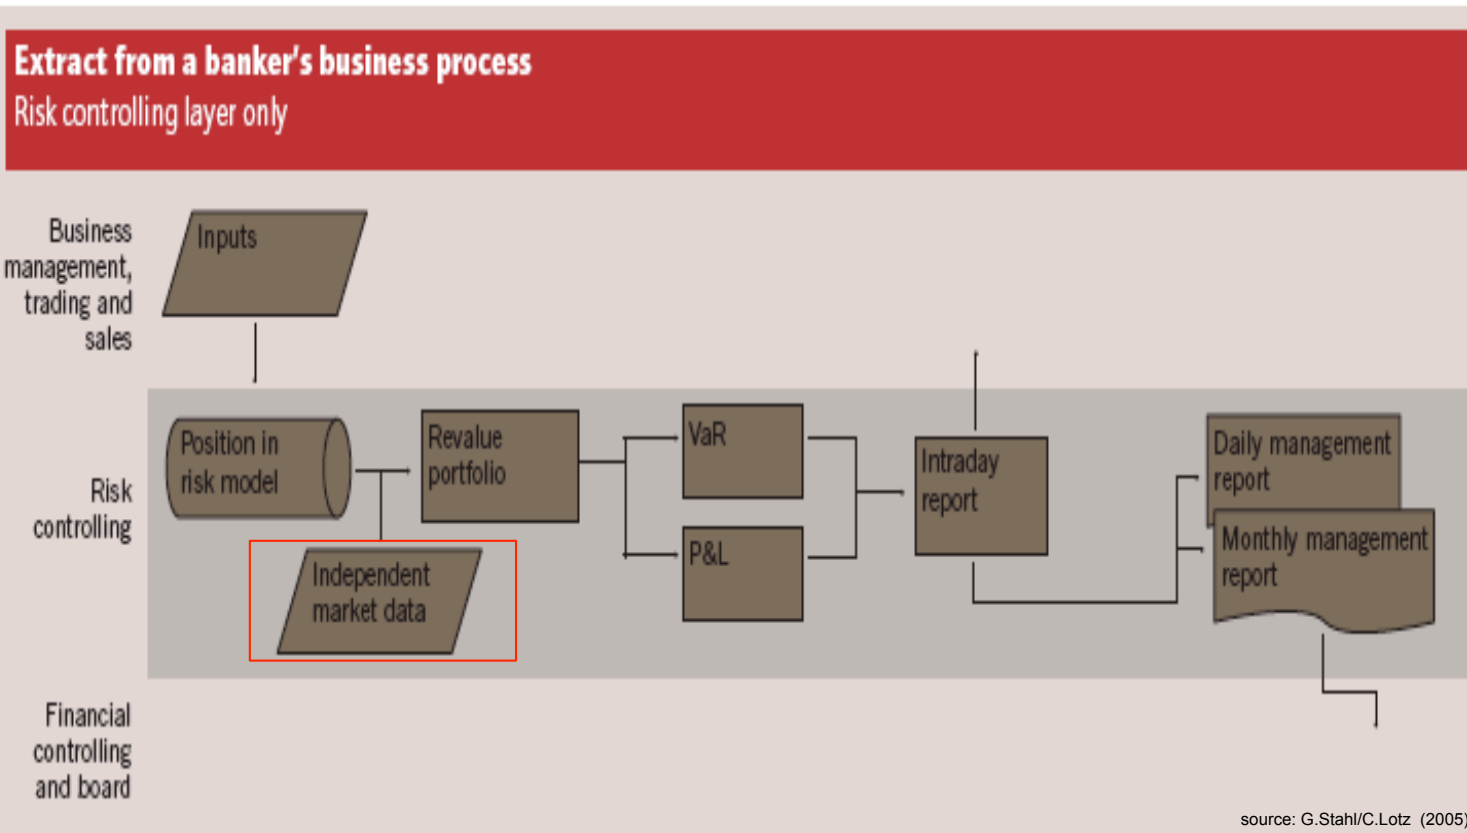 Extract from a banker's business process
Risk controlling layer only
Business
management,
trading and
sales
Inputs
Risk
controlling
Position in
risk model
Independent
market data
Revalue
portfolio
VaR
P&L
Intraday
report
Daily management
report
Monthly management
report
Financial
controlling
and board
source: G.Stahl/C.Lotz (2005)